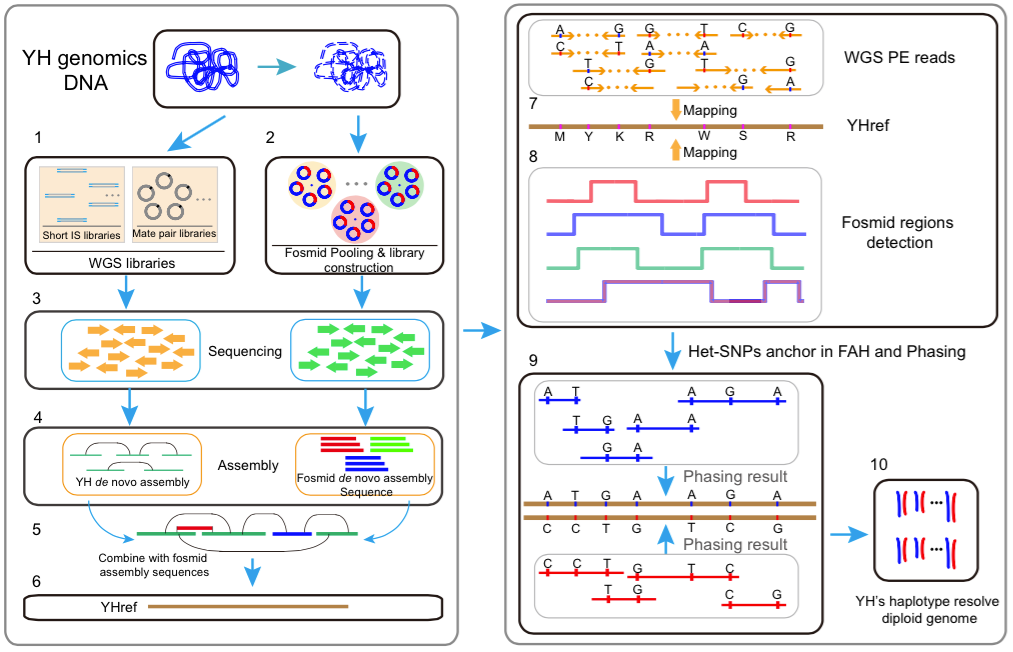 YH genomics
DNA
1
2
Short IS libraries
Mate pair libraries
WGS libraries
Fosmid Pooling & library
construction
3
Sequencing
4
YH de novo assembly
Assembly
Fosmid de novo assembly
Sequence
5
Combine with fosmid
assembly sequences
6
YHref
A G G T C G
C T A A
T G T G
C G A
WGS PE reads
7
Mapping
M Y K R W S R
YHref
Mapping
8
Fosmid regions
detection
Het-SNPs anchor in FAH and Phasing
9
A T A G A
T G A A
G A
Phasing result
A T G A A G A
C C T G T C G
Phasing result
C C T G T C
T G C G
10
YH's haplotype resolve
diploid genome